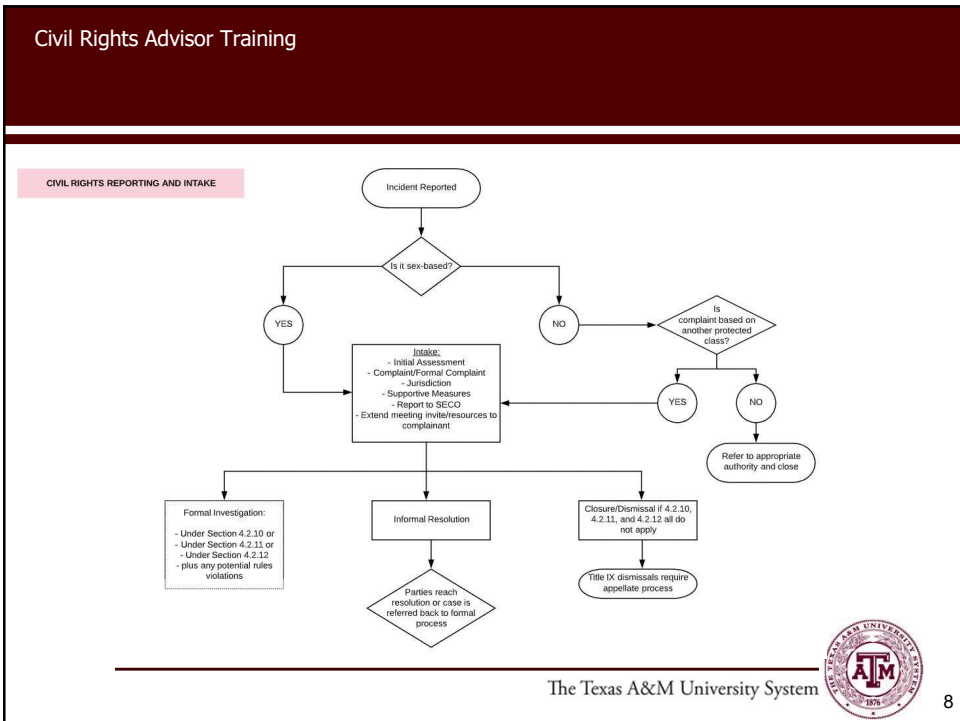 Civil Rights Advisor Training
CIVIL RIGHTS REPORTING AND INTAKE
Incident Reported
Is it sex-based?
YES
NO
Is
complaint based on
another protected
class?
Intake:
- Initial Assessment
- Complaint/Formal Complaint
- Jurisdiction
- Supportive Measures
- Report to SECO
- Extend meeting invite/resources to
complainant
YES
NO
Refer to appropriate
authority and close
Formal Investigation:
- Under Section 4.2.10 or
- Under Section 4.2.11 or
- Under Section 4.2.12
- plus any potential rules
violations
Informal Resolution
Closure/Dismissal if 4.2.10,
4.2.11, and 4.2.12 all do
not apply
Parties reach
resolution or case is
referred back to formal
process
Title IX dismissals require
appellate process
The Texas A&M University System
THE TEXAS A&M UNIVERSITY SYSTEM
ATM
1876
8